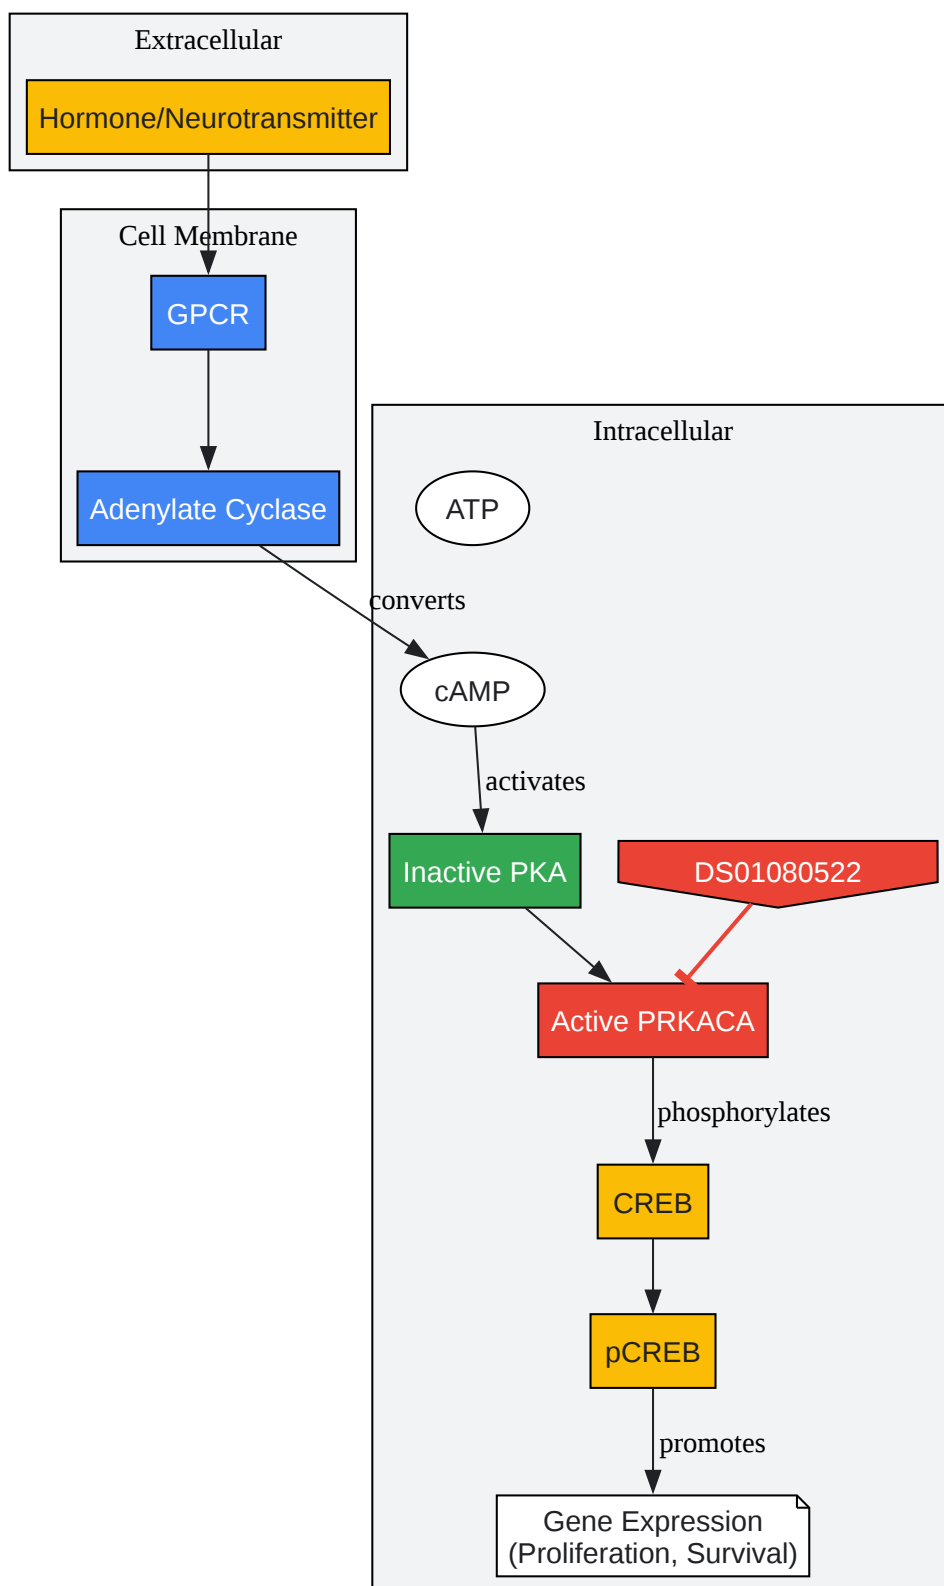 Extracellular
Hormone/Neurotransmitter
Cell Membrane
GPCR
Intracellular
Adenylate Cyclase
ATP
converts
cAMP
activates
Inactive PKA
DS01080522
Active PRKACA
phosphorylates
CREB
pCREB
promotes
Gene Expression
(Proliferation, Survival)